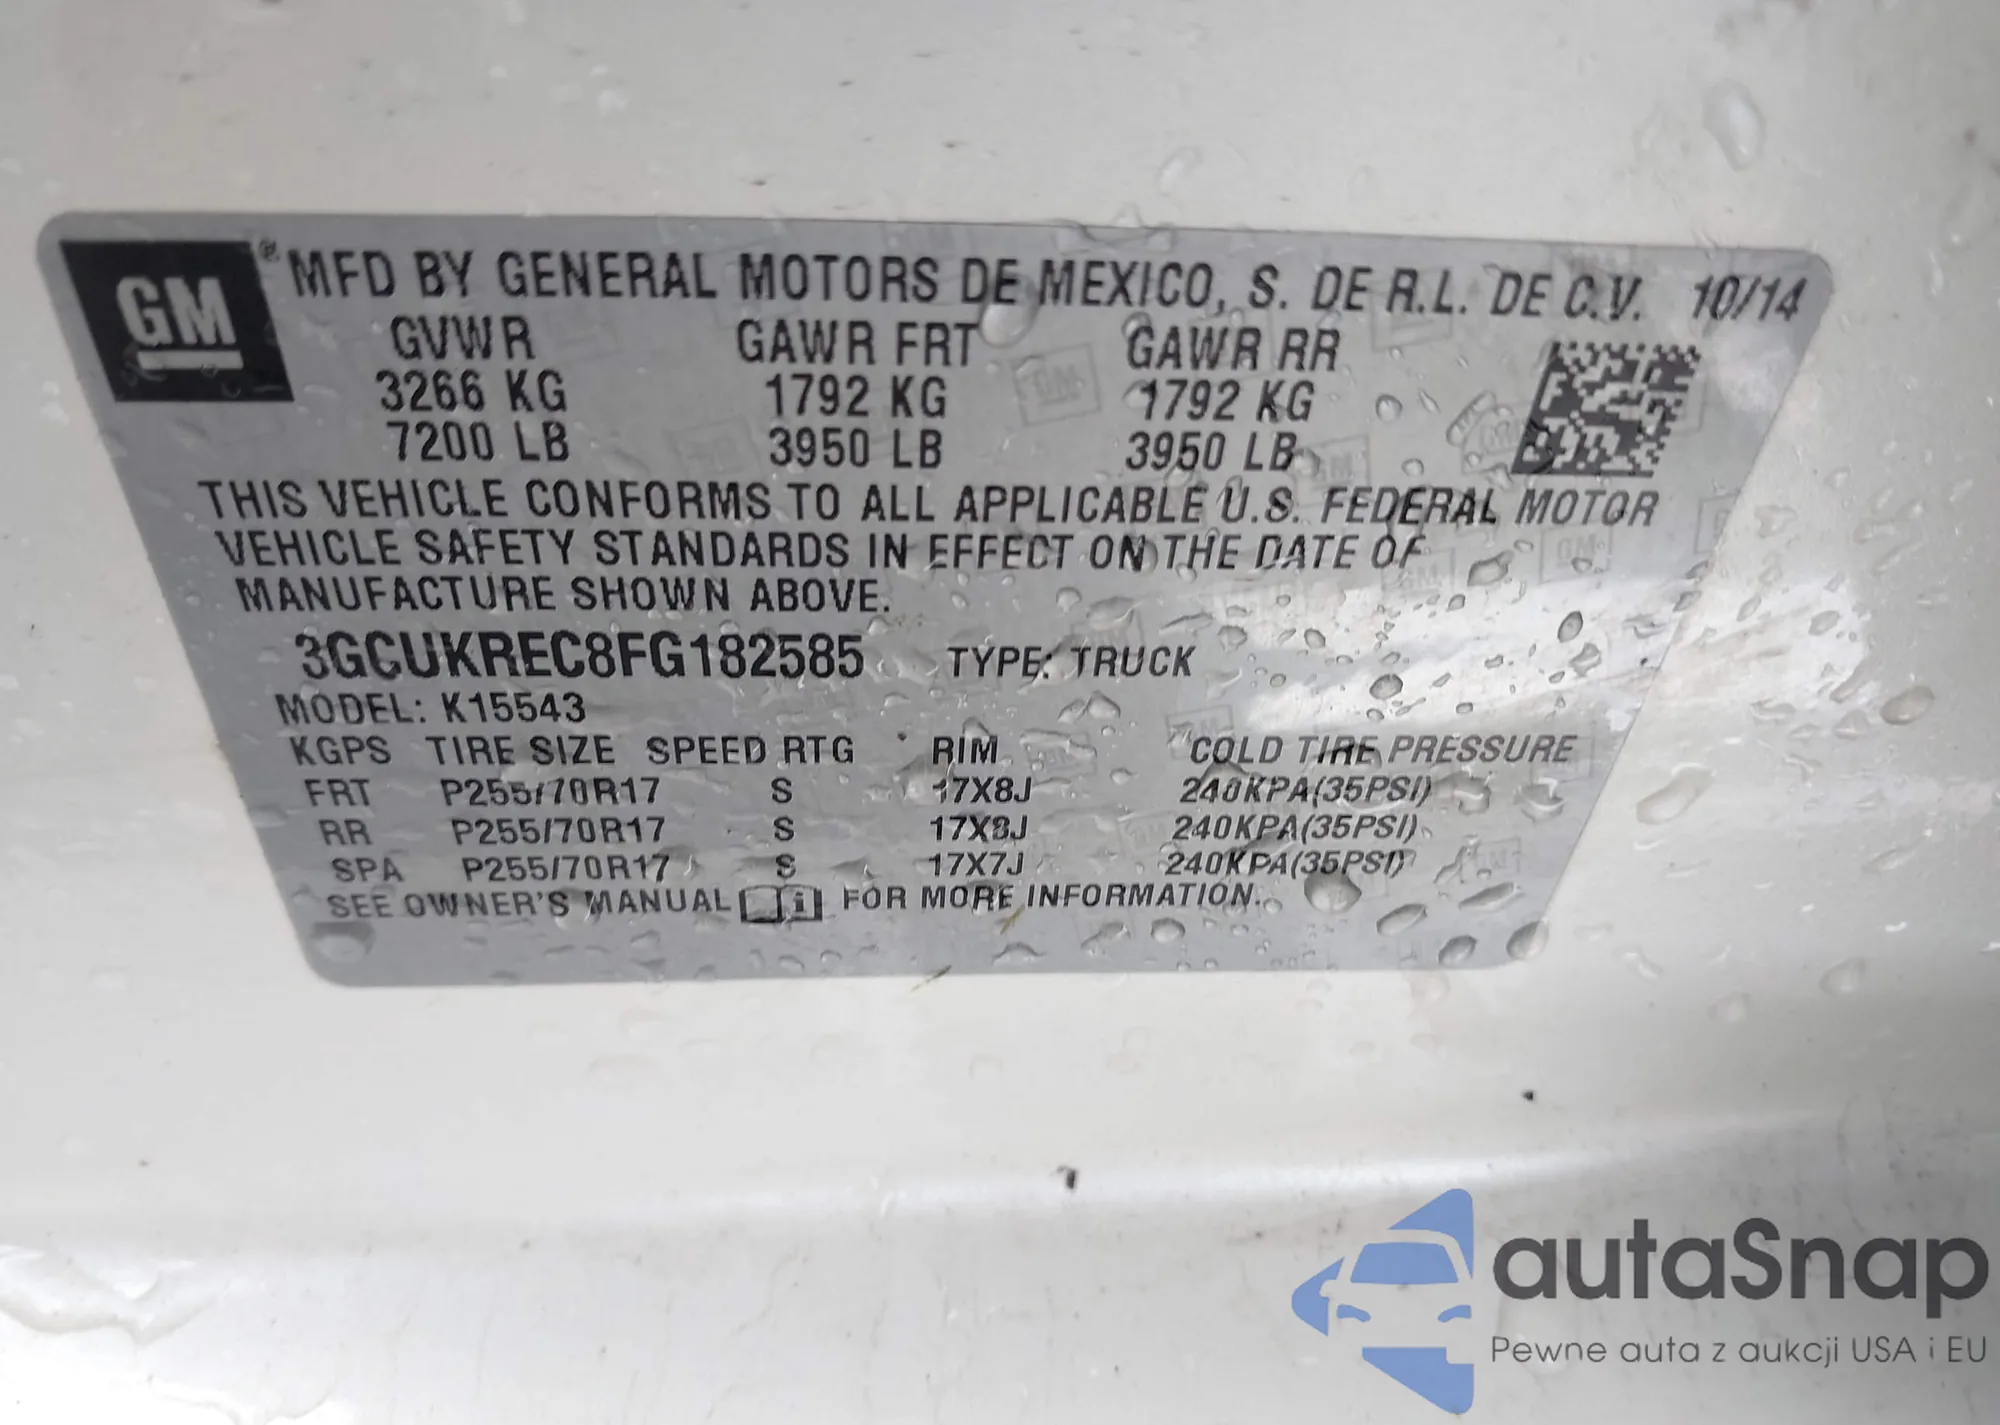 GM ® MFD BY GENERAL MOTORS DE MEXICO, S. DE R.L. DE C.V. 10/14
GVWR GAWR FRT GAWR RR
3266 KG 1792 KG 1792 KG
7200 LB 3950 LB 3950 LB
THIS VEHICLE CONFORMS TO ALL APPLICABLE U.S. FEDERAL MOTOR
VEHICLE SAFETY STANDARDS IN EFFECT ON THE DATE OF
MANUFACTURE SHOWN ABOVE.
3GCUKREC8FG182585 TYPE: TRUCK
MODEL: K15543
KGPS TIRE SIZE SPEED RTG RIM COLD TIRE PRESSURE
FRT P255/70R17 S 17X8J 240KPA(35PSI)
RR P255/70R17 S 17X8J 240KPA(35PSI)
SPA P255/70R17 S 17X7J 240KPA(35PSI)
SEE OWNER'S MANUAL i FOR MORE INFORMATION.
autaSnap
Pewne auta z aukcji USA i EU